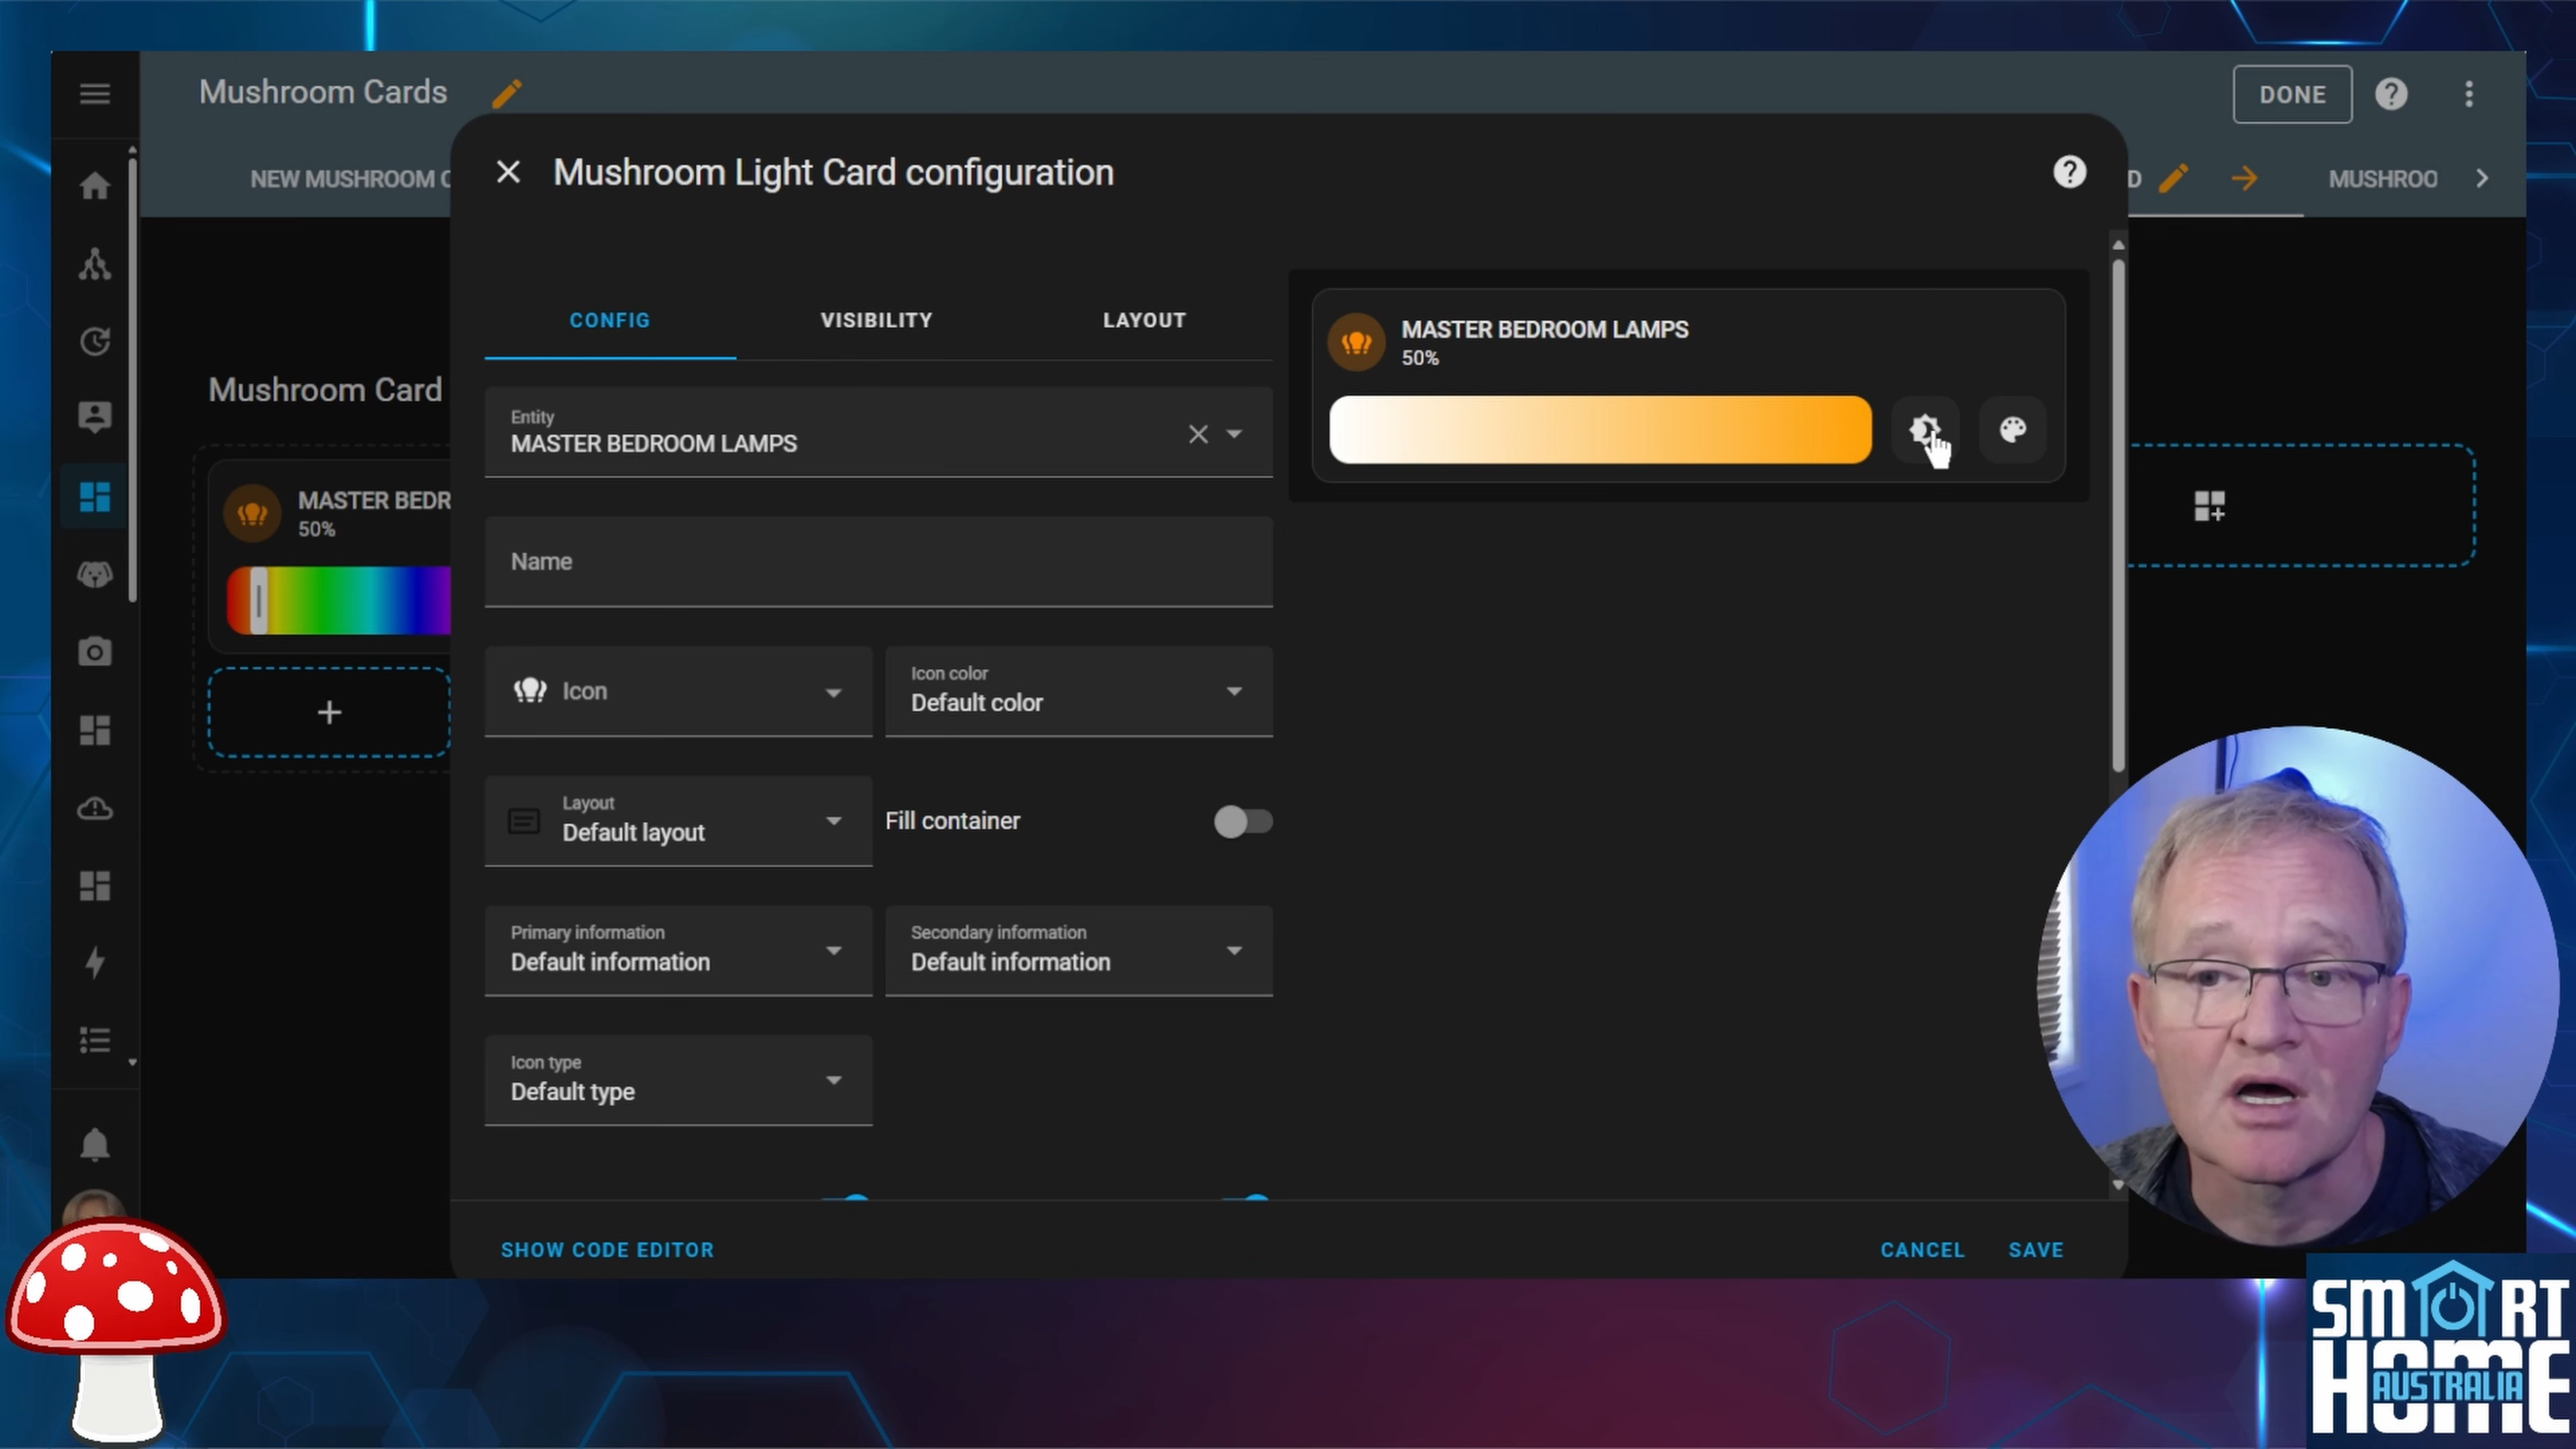 Mushroom Cards
DONE
NEW MUSHROOM C
D
MUSHROO
Mushroom Light Card configuration
CONFIG
VISIBILITY
LAYOUT
Mushroom Card
MASTER BEDR
50%
Entity
MASTER BEDROOM LAMPS
Name
Icon
Icon color
Default color
Layout
Default layout
Fill container
Primary information
Default information
Secondary information
Default information
Icon type
Default type
MASTER BEDROOM LAMPS
50%
SHOW CODE EDITOR
CANCEL
SAVE
SMART
HOME
AUSTRALIA